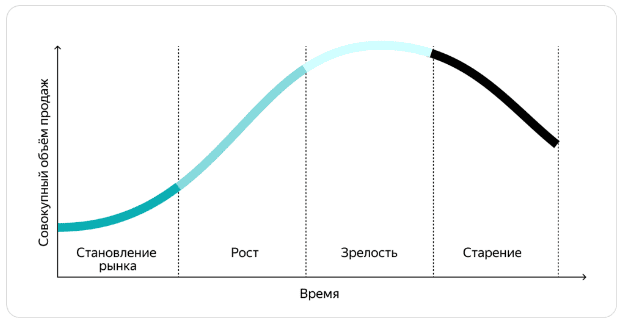 Совокупный объём продаж
Становление
рынка
Рост
Зрелость
Старение
Время